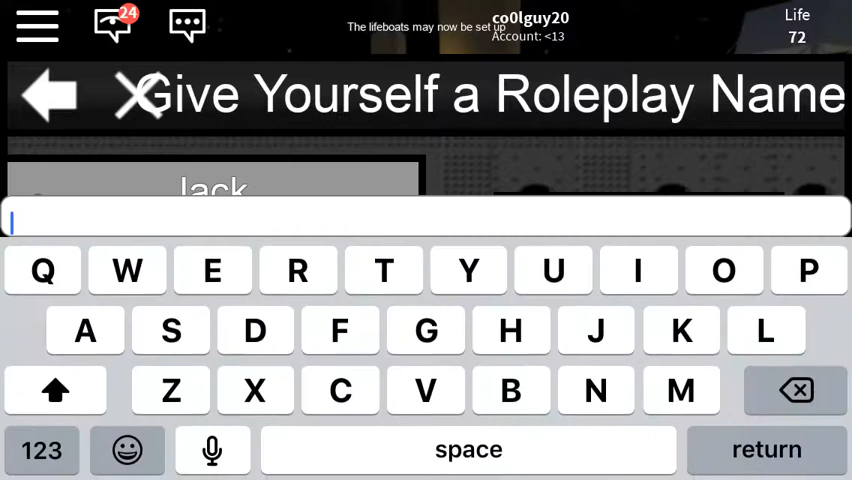 24
The lifeboats may now be set up
co0lguy20
Account: <13
Life
72
Give Yourself a Roleplay Name
Jack
Q W E R T Y U I O P
A S D F G H J K L
Z X C V B N M
123 space return